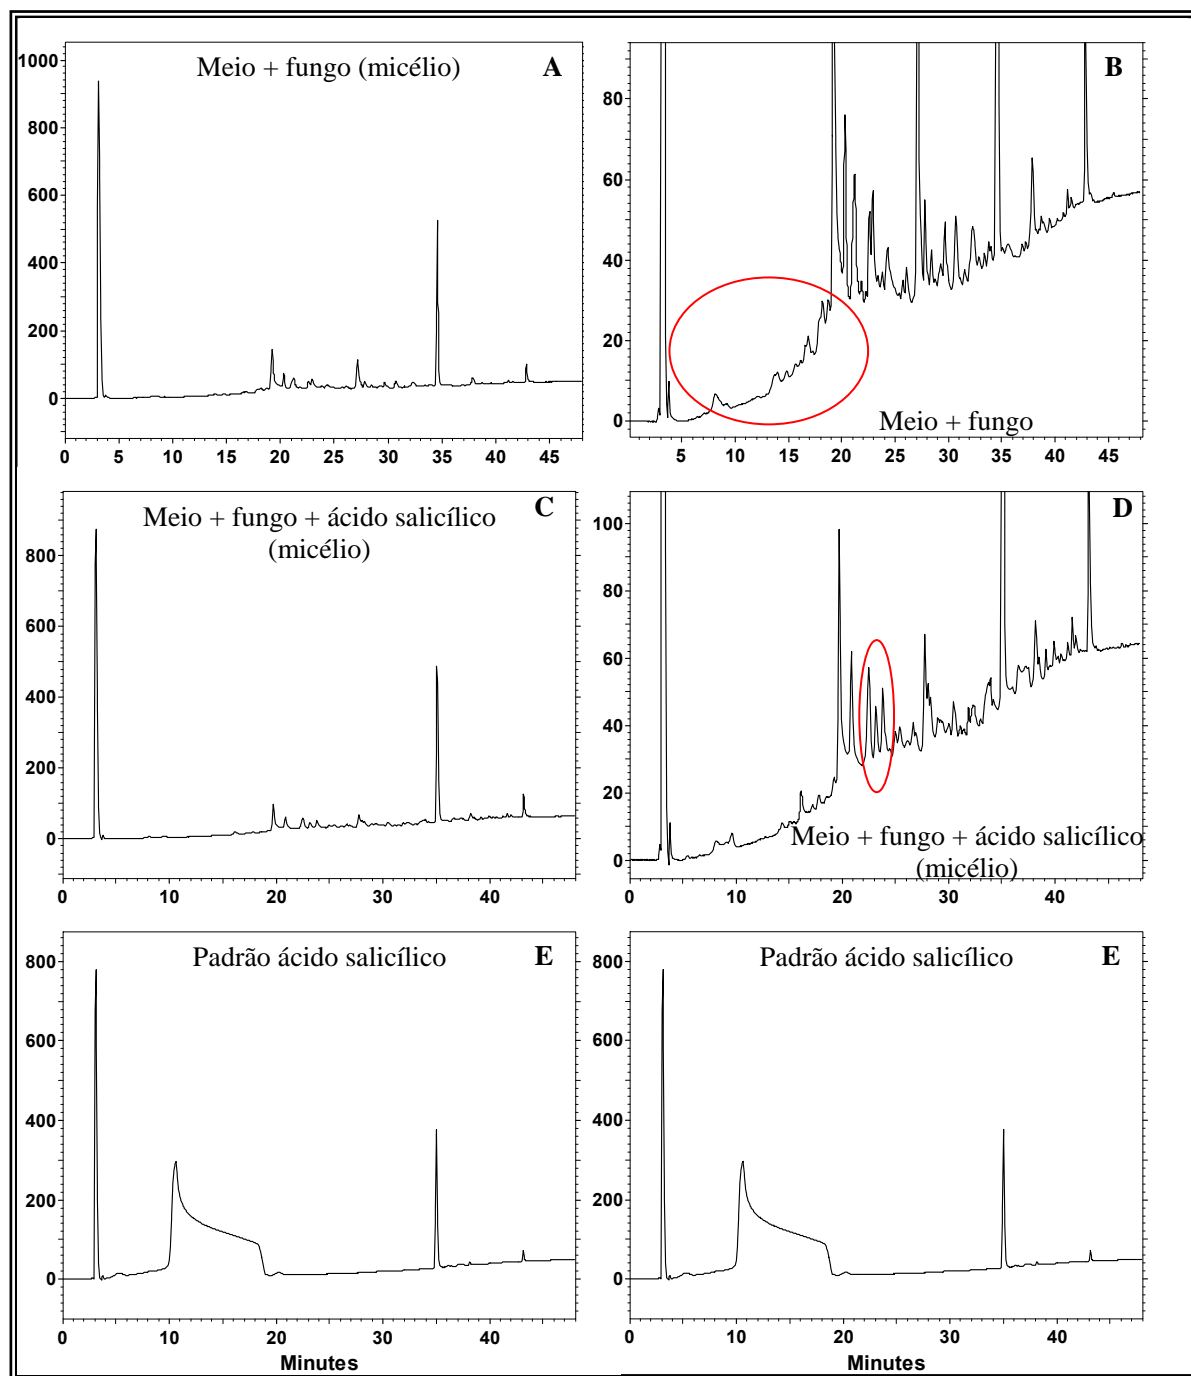 Meio + fungo (micélio) A
1000
800
600
400
200
0
0 5 10 15 20 25 30 35 40 45
B
80
60
40
20
0
Meio + fungo
5 10 15 20 25 30 35 40 45
Meio + fungo + ácido salicílico C
(micélio)
800
600
400
200
0
0 10 20 30 40
D
100
80
60
40
20
0
Meio + fungo + ácido salicílico
(micélio)
0 10 20 30 40
Padrão ácido salicílico E
800
600
400
200
0
0 10 20 30 40
Minutes
Padrão ácido salicílico E
800
600
400
200
0
0 10 20 30 40
Minutes